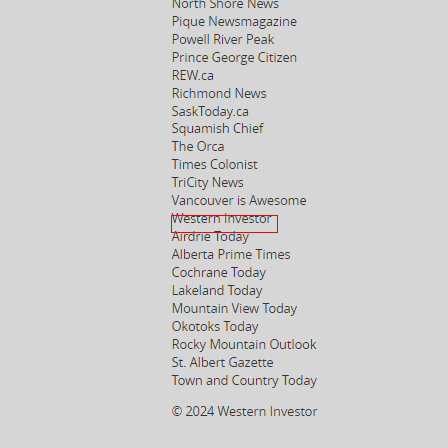 North Shore News
Pique Newsmagazine
Powell River Peak
Prince George Citizen
REW.ca
Richmond News
SaskToday.ca
Squamish Chief
The Orca
Times Colonist
TriCity News
Vancouver is Awesome
Western Investor
Airdrie Today
Alberta Prime Times
Cochrane Today
Lakeland Today
Mountain View Today
Okotoks Today
Rocky Mountain Outlook
St. Albert Gazette
Town and Country Today
© 2024 Western Investor